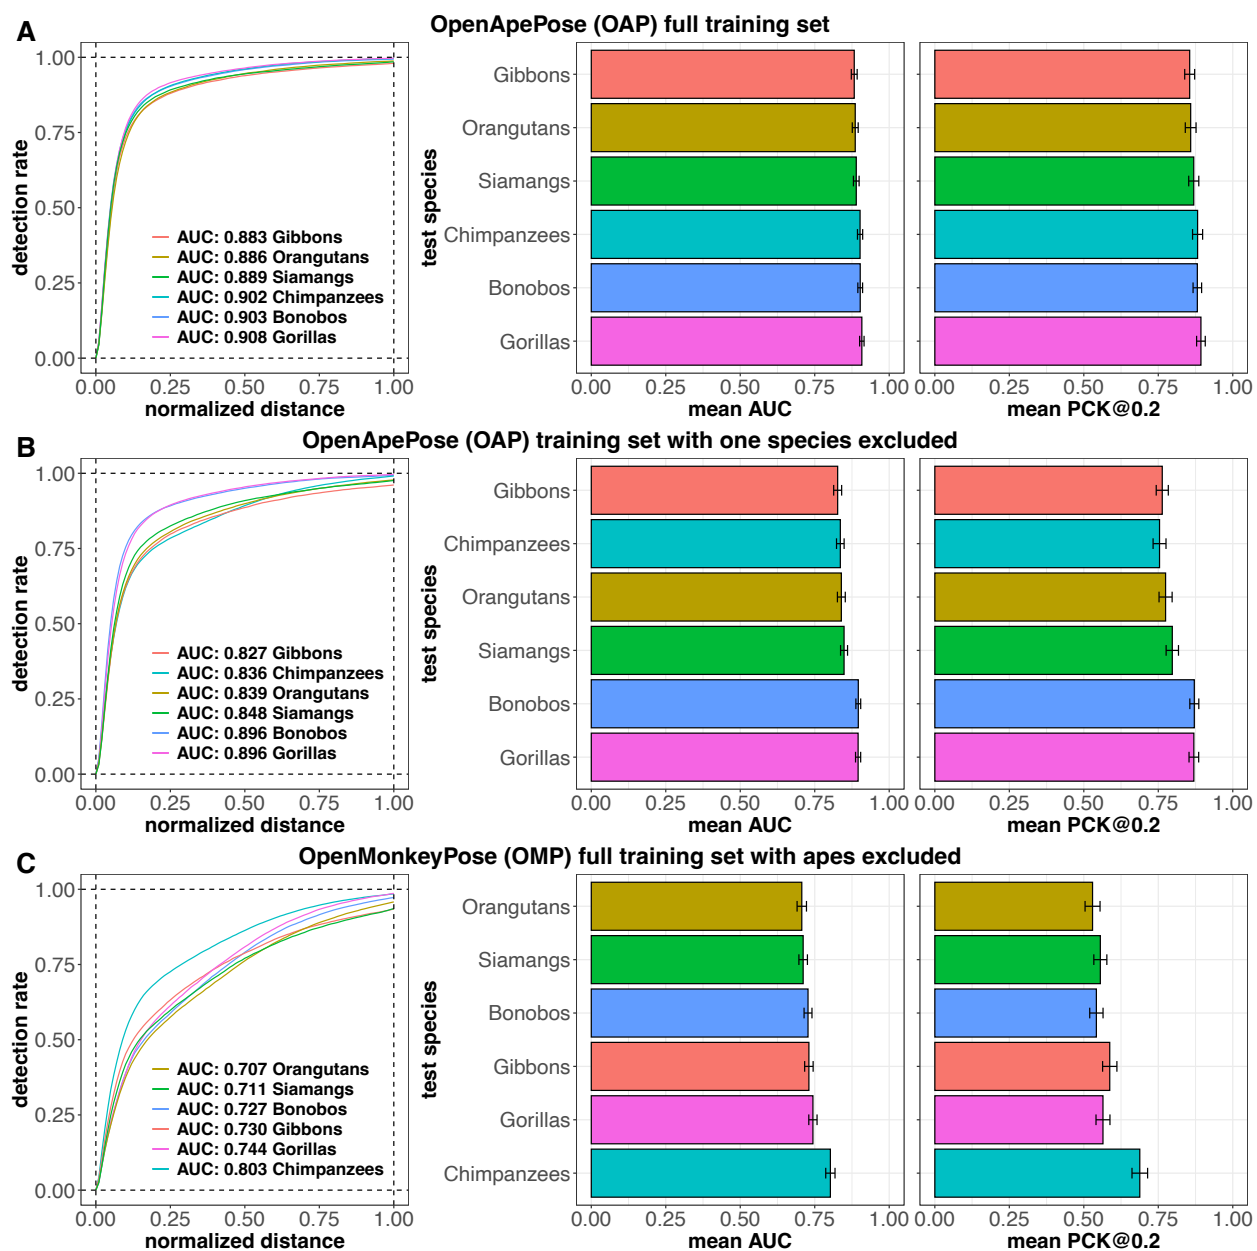 A
OpenApePose (OAP) full training set
detection rate
1.00
0.75
0.50
0.25
0.00
AUC: 0.883 Gibbons
AUC: 0.886 Orangutans
AUC: 0.889 Siamangs
AUC: 0.902 Chimpanzees
AUC: 0.903 Bonobos
AUC: 0.908 Gorillas
0.00 0.25 0.50 0.75 1.00
normalized distance
test species
Gibbons
Orangutans
Siamangs
Chimpanzees
Bonobos
Gorillas
0.00 0.25 0.50 0.75 1.00
mean AUC
0.00 0.25 0.50 0.75 1.00
mean PCK@0.2
B
OpenApePose (OAP) training set with one species excluded
detection rate
1.00
0.75
0.50
0.25
0.00
AUC: 0.827 Gibbons
AUC: 0.836 Chimpanzees
AUC: 0.839 Orangutans
AUC: 0.848 Siamangs
AUC: 0.896 Bonobos
AUC: 0.896 Gorillas
0.00 0.25 0.50 0.75 1.00
normalized distance
test species
Gibbons
Chimpanzees
Orangutans
Siamangs
Bonobos
Gorillas
0.00 0.25 0.50 0.75 1.00
mean AUC
0.00 0.25 0.50 0.75 1.00
mean PCK@0.2
C
OpenMonkeyPose (OMP) full training set with apes excluded
detection rate
1.00
0.75
0.50
0.25
0.00
AUC: 0.707 Orangutans
AUC: 0.711 Siamangs
AUC: 0.727 Bonobos
AUC: 0.730 Gibbons
AUC: 0.744 Gorillas
AUC: 0.803 Chimpanzees
0.00 0.25 0.50 0.75 1.00
normalized distance
test species
Orangutans
Siamangs
Bonobos
Gibbons
Gorillas
Chimpanzees
0.00 0.25 0.50 0.75 1.00
mean AUC
0.00 0.25 0.50 0.75 1.00
mean PCK@0.2